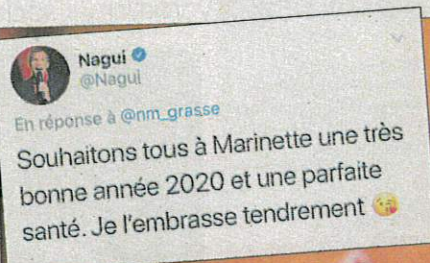 Nagui
@Nagui
En réponse à @nm_grasse
Souhaitons tous à Marinette une très
bonne année 2020 et une parfaite
santé. Je l'embrasse tendrement 😘